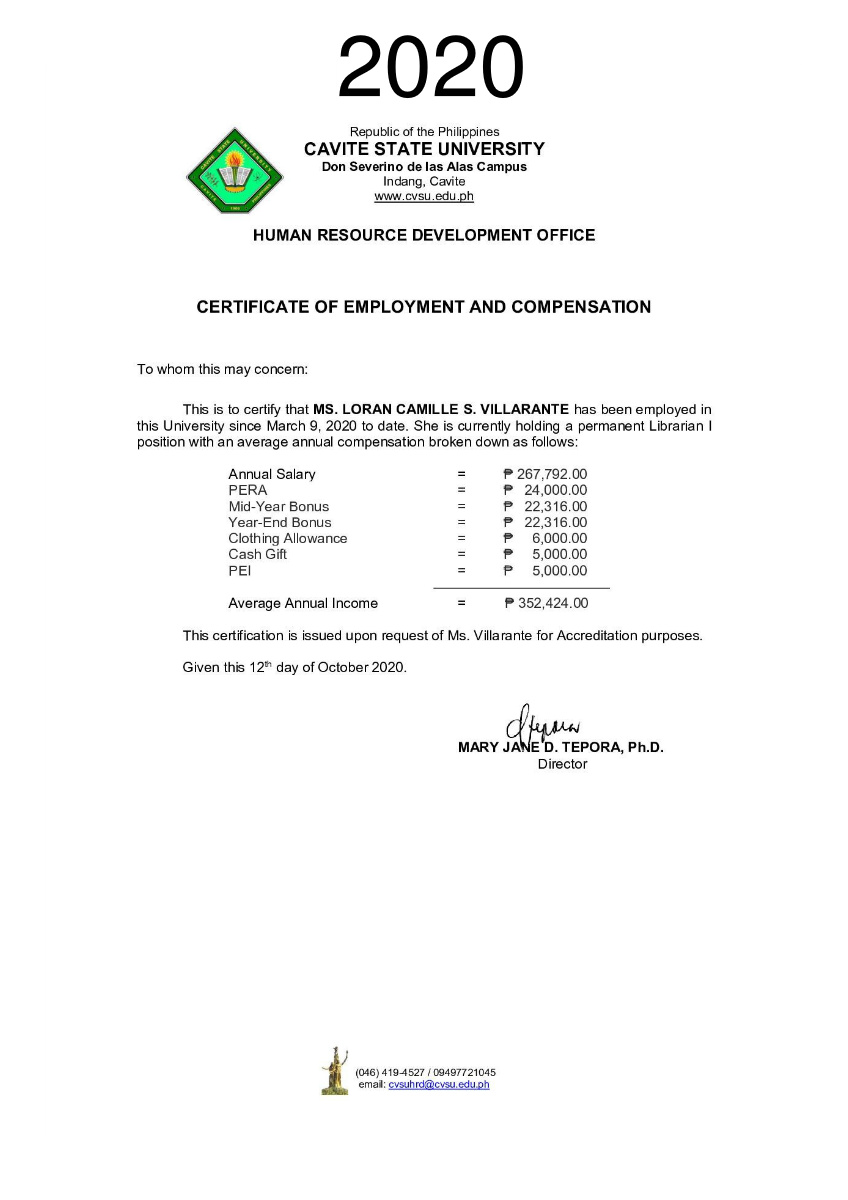 2020
Republic of the Philippines
CAVITE STATE UNIVERSITY
Don Severino de las Alas Campus
Indang, Cavite
www.cvsu.edu.ph
CAVITE STATE UNIVERSITY
CAVITE PHILIPPINES
1906
HUMAN RESOURCE DEVELOPMENT OFFICE
CERTIFICATE OF EMPLOYMENT AND COMPENSATION
To whom this may concern:
This is to certify that MS. LORAN CAMILLE S. VILLARANTE has been employed in
this University since March 9, 2020 to date. She is currently holding a permanent Librarian I
position with an average annual compensation broken down as follows:
Annual Salary = ₱ 267,792.00
PERA = ₱ 24,000.00
Mid-Year Bonus = ₱ 22,316.00
Year-End Bonus = ₱ 22,316.00
Clothing Allowance = ₱ 6,000.00
Cash Gift = ₱ 5,000.00
PEI = ₱ 5,000.00
Average Annual Income = ₱ 352,424.00
This certification is issued upon request of Ms. Villarante for Accreditation purposes.
Given this 12th day of October 2020.
MARY JANE D. TEPORA, Ph.D.
Director
(046) 419-4527 / 09497721045
email: cvsuhrd@cvsu.edu.ph